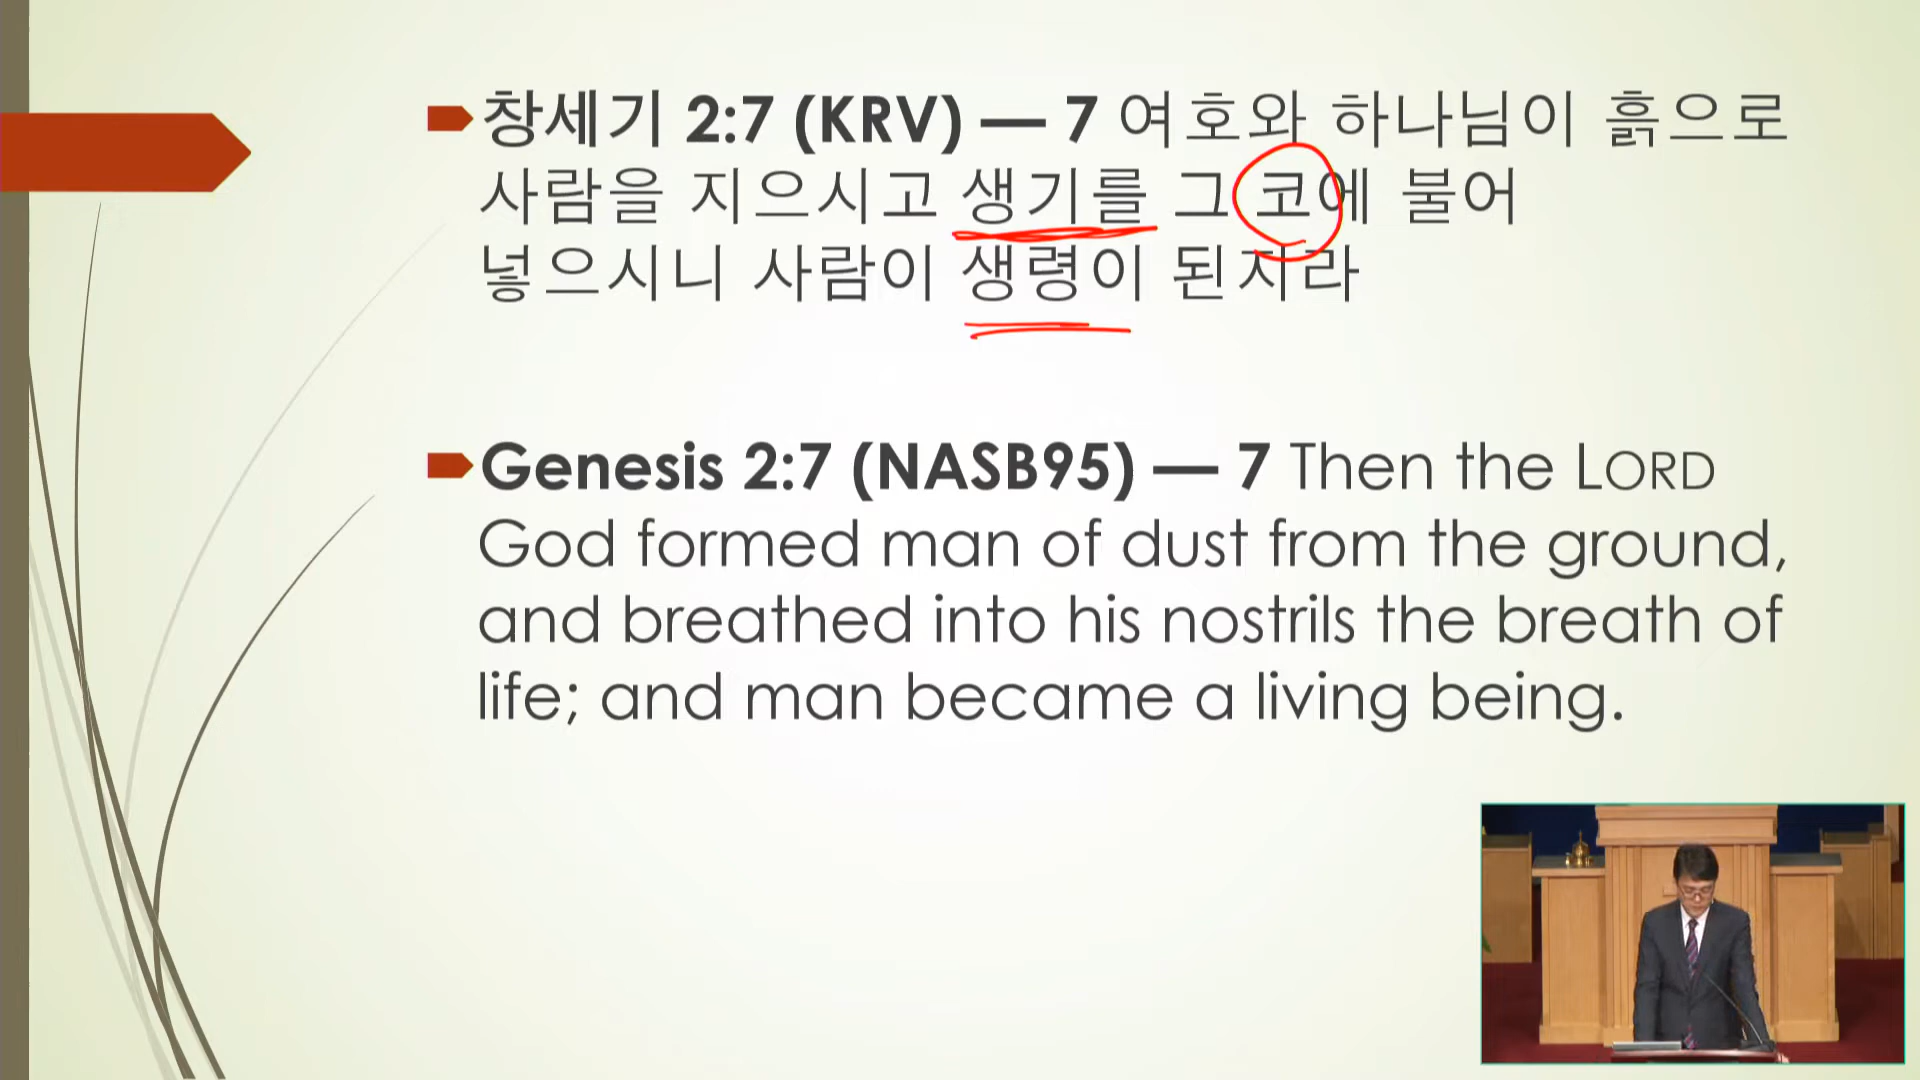 창세기 2:7 (KRV) — 7 여호와 하나님이 흙으로
사람을 지으시고 생기를 그 코에 불어
넣으시니 사람이 생령이 된지라
Genesis 2:7 (NASB95) — 7 Then the LORD
God formed man of dust from the ground,
and breathed into his nostrils the breath of
life; and man became a living being.